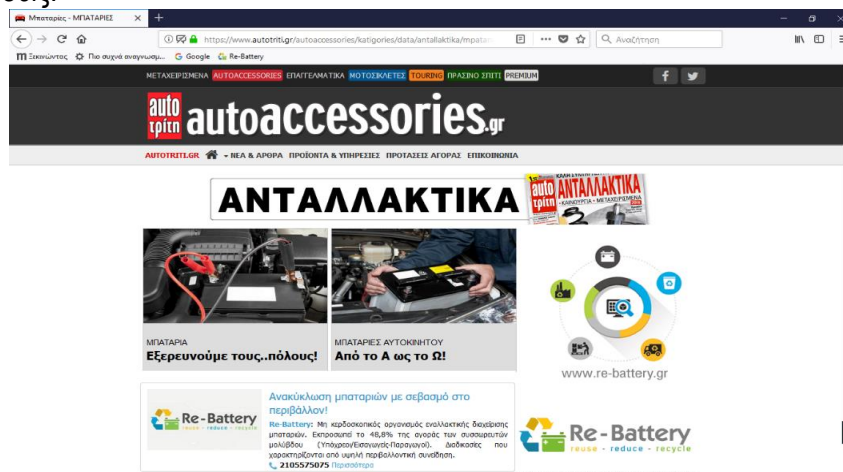 Μπαταρίες - ΜΠΑΤΑΡΙΕΣ
https://www.autotriti.gr/autoaccessories/katigories/data/antallaktika/mpatari
Αναζήτηση
Ξεκινώντας Πιο συχνά αναγνωσμ... Google Re-Battery
ΜΕΤΑΧΕΙΡΙΣΜΕΝΑ AUTOACCESSORIES ΕΠΑΓΓΕΛΜΑΤΙΚΑ ΜΟΤΟΣΙΚΛΕΤΕΣ TOURING ΠΡΑΣΙΝΟ ΣΠΙΤΙ PREMIUM
auto τρίτη autoaccessories.gr
AUTOTRITI.GR ΝΕΑ & ΑΡΘΡΑ ΠΡΟΪΟΝΤΑ & ΥΠΗΡΕΣΙΕΣ ΠΡΟΤΑΣΕΙΣ ΑΓΟΡΑΣ ΕΠΙΚΟΙΝΩΝΙΑ
ΑΝΤΑΛΛΑΚΤΙΚΑ
auto τρίτη ΑΝΤΑΛΛΑΚΤΙΚΑ
ΚΑΙΝΟΥΡΓΙΑ - ΜΕΤΑΧΕΙΡΙΣΜΕΝΑ
ΜΠΑΤΑΡΙΑ
Εξερευνούμε τους..πόλους!
ΜΠΑΤΑΡΙΕΣ ΑΥΤΟΚΙΝΗΤΟΥ
Από το Α ως το Ω!
www.re-battery.gr
Re-Battery
reuse - reduce - recycle
Ανακύκλωση μπαταριών με σεβασμό στο
περιβάλλον!
Re-Battery: Μη κερδοσκοπικός οργανισμός εναλλακτικής διαχείρισης
μπαταριών. Εκπροσωπεί το 48,8% της αγοράς των συσσωρευτών
μολύβδου (Υπόχρεοι/Εισαγωγείς-Παραγωγοί). Διαδικασίες που
χαρακτηρίζονται από υψηλή περιβαλλοντική συνείδηση.
2105575075 Περισσότερα
Re-Battery
reuse - reduce - recycle